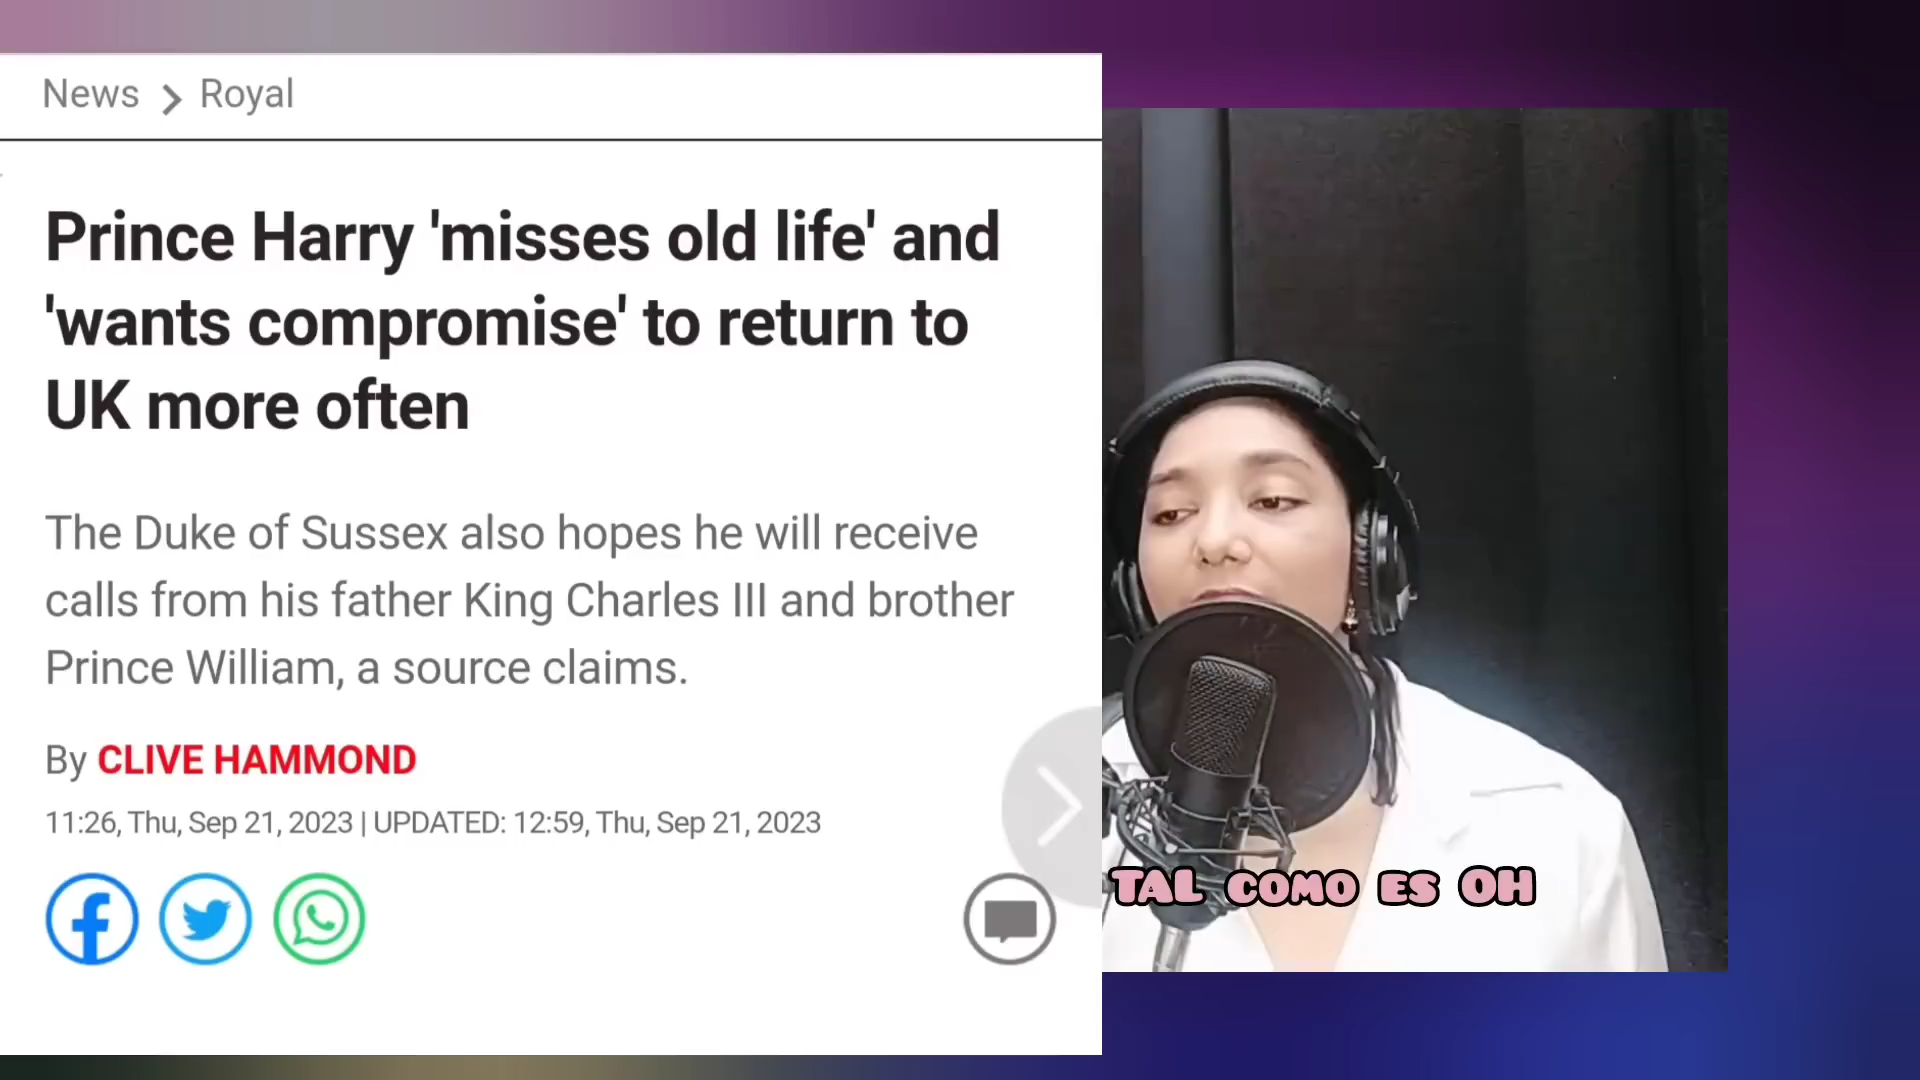 News > Royal
Prince Harry 'misses old life' and
'wants compromise' to return to
UK more often
The Duke of Sussex also hopes he will receive
calls from his father King Charles III and brother
Prince William, a source claims.
By CLIVE HAMMOND
11:26, Thu, Sep 21, 2023 | UPDATED: 12:59, Thu, Sep 21, 2023
TAL COMO ES OH